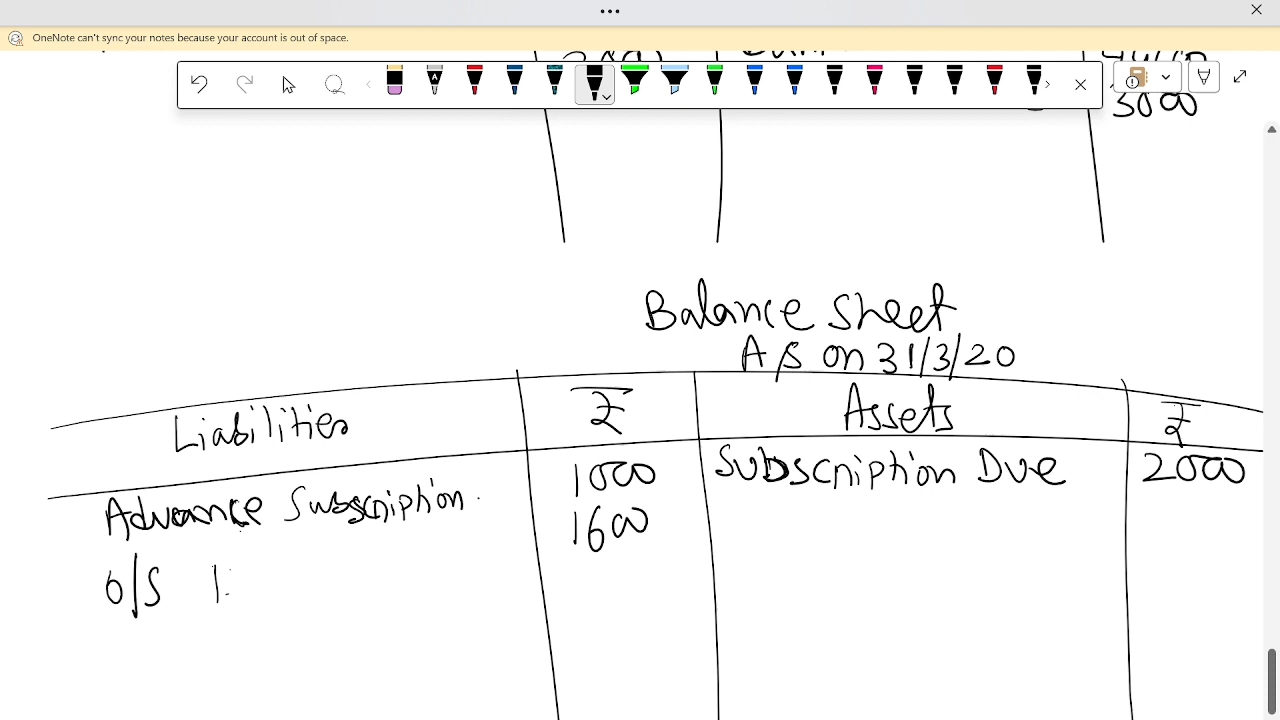 OneNote can't sync your notes because your account is out of space.
3000
Balance Sheet
As on 31/3/20
Liabilities ₹ Assets ₹
Advance Subscription 1000 Subscription Due 2000
1600
O/S